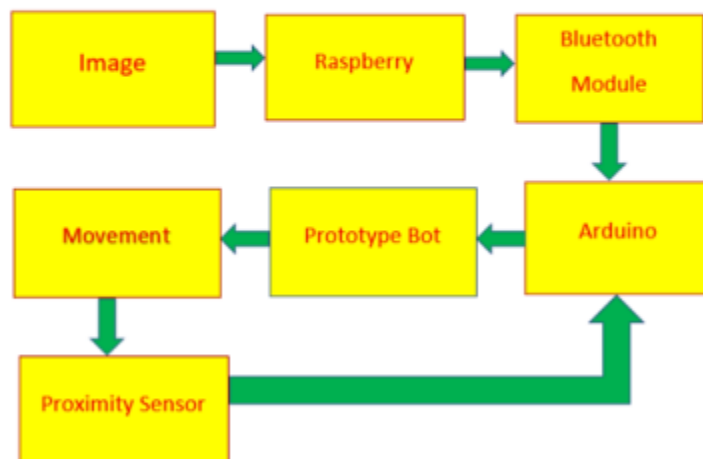 Image
Raspberry
Bluetooth
Module
Movement
Prototype Bot
Arduino
Proximity Sensor